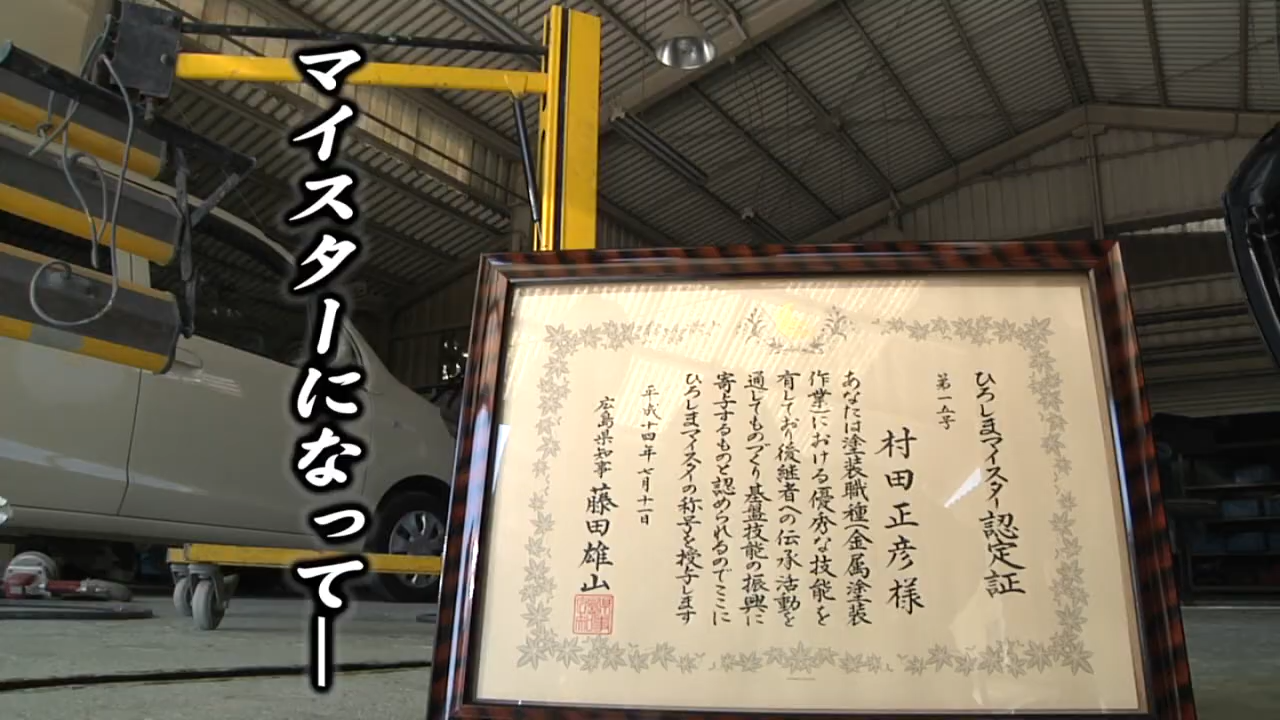 マイスターになって―
ひろしまマイスター認定証
第一五号
村田正彦様
あなたは塗装職種(金属塗装
作業)における優秀な技能を
有しており後継者への伝承活動を
通してものづくり基盤技能の振興に
寄与するものと認められるのでここに
ひろしまマイスターの称号を授与します
平成十四年七月十一日
広島県知事 藤田雄山